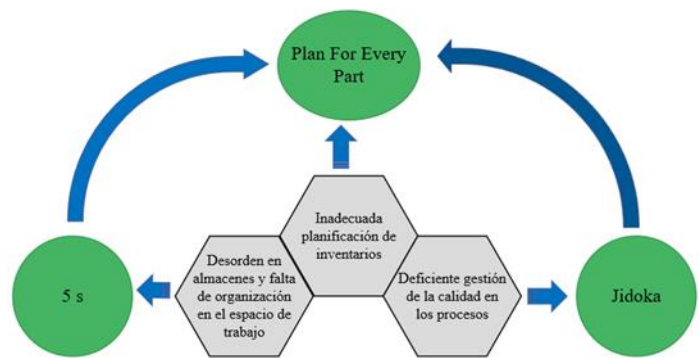 Plan For Every
Part
Inadecuada
planificación de
inventarios
Desorden en
almacenes y falta
de organización
en el espacio de
trabajo
Deficiente gestión
de la calidad en
los procesos
5 s
Jidoka